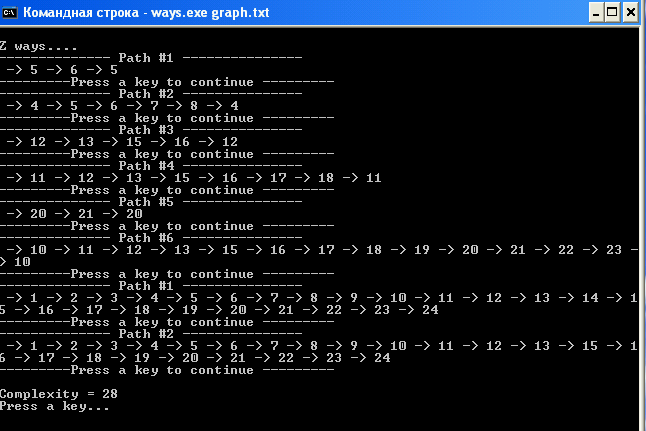 Командная строка - ways.exe graph.txt
Z ways....
-------------- Path #1 ---------------
-> 5 -> 6 -> 5
---------Press a key to continue ---------
-------------- Path #2 ---------------
-> 4 -> 5 -> 6 -> 7 -> 8 -> 4
---------Press a key to continue ---------
-------------- Path #3 ---------------
-> 12 -> 13 -> 15 -> 16 -> 12
---------Press a key to continue ---------
-------------- Path #4 ---------------
-> 11 -> 12 -> 13 -> 15 -> 16 -> 17 -> 18 -> 11
---------Press a key to continue ---------
-------------- Path #5 ---------------
-> 20 -> 21 -> 20
---------Press a key to continue ---------
-------------- Path #6 ---------------
-> 10 -> 11 -> 12 -> 13 -> 15 -> 16 -> 17 -> 18 -> 19 -> 20 -> 21 -> 22 -> 23 -
> 10
---------Press a key to continue ---------
-------------- Path #1 ---------------
-> 1 -> 2 -> 3 -> 4 -> 5 -> 6 -> 7 -> 8 -> 9 -> 10 -> 11 -> 12 -> 13 -> 14 -> 1
5 -> 16 -> 17 -> 18 -> 19 -> 20 -> 21 -> 22 -> 23 -> 24
---------Press a key to continue ---------
-------------- Path #2 ---------------
-> 1 -> 2 -> 3 -> 4 -> 5 -> 6 -> 7 -> 8 -> 9 -> 10 -> 11 -> 12 -> 13 -> 15 -> 1
6 -> 17 -> 18 -> 19 -> 20 -> 21 -> 22 -> 23 -> 24
---------Press a key to continue ---------
Complexity = 28
Press a key...